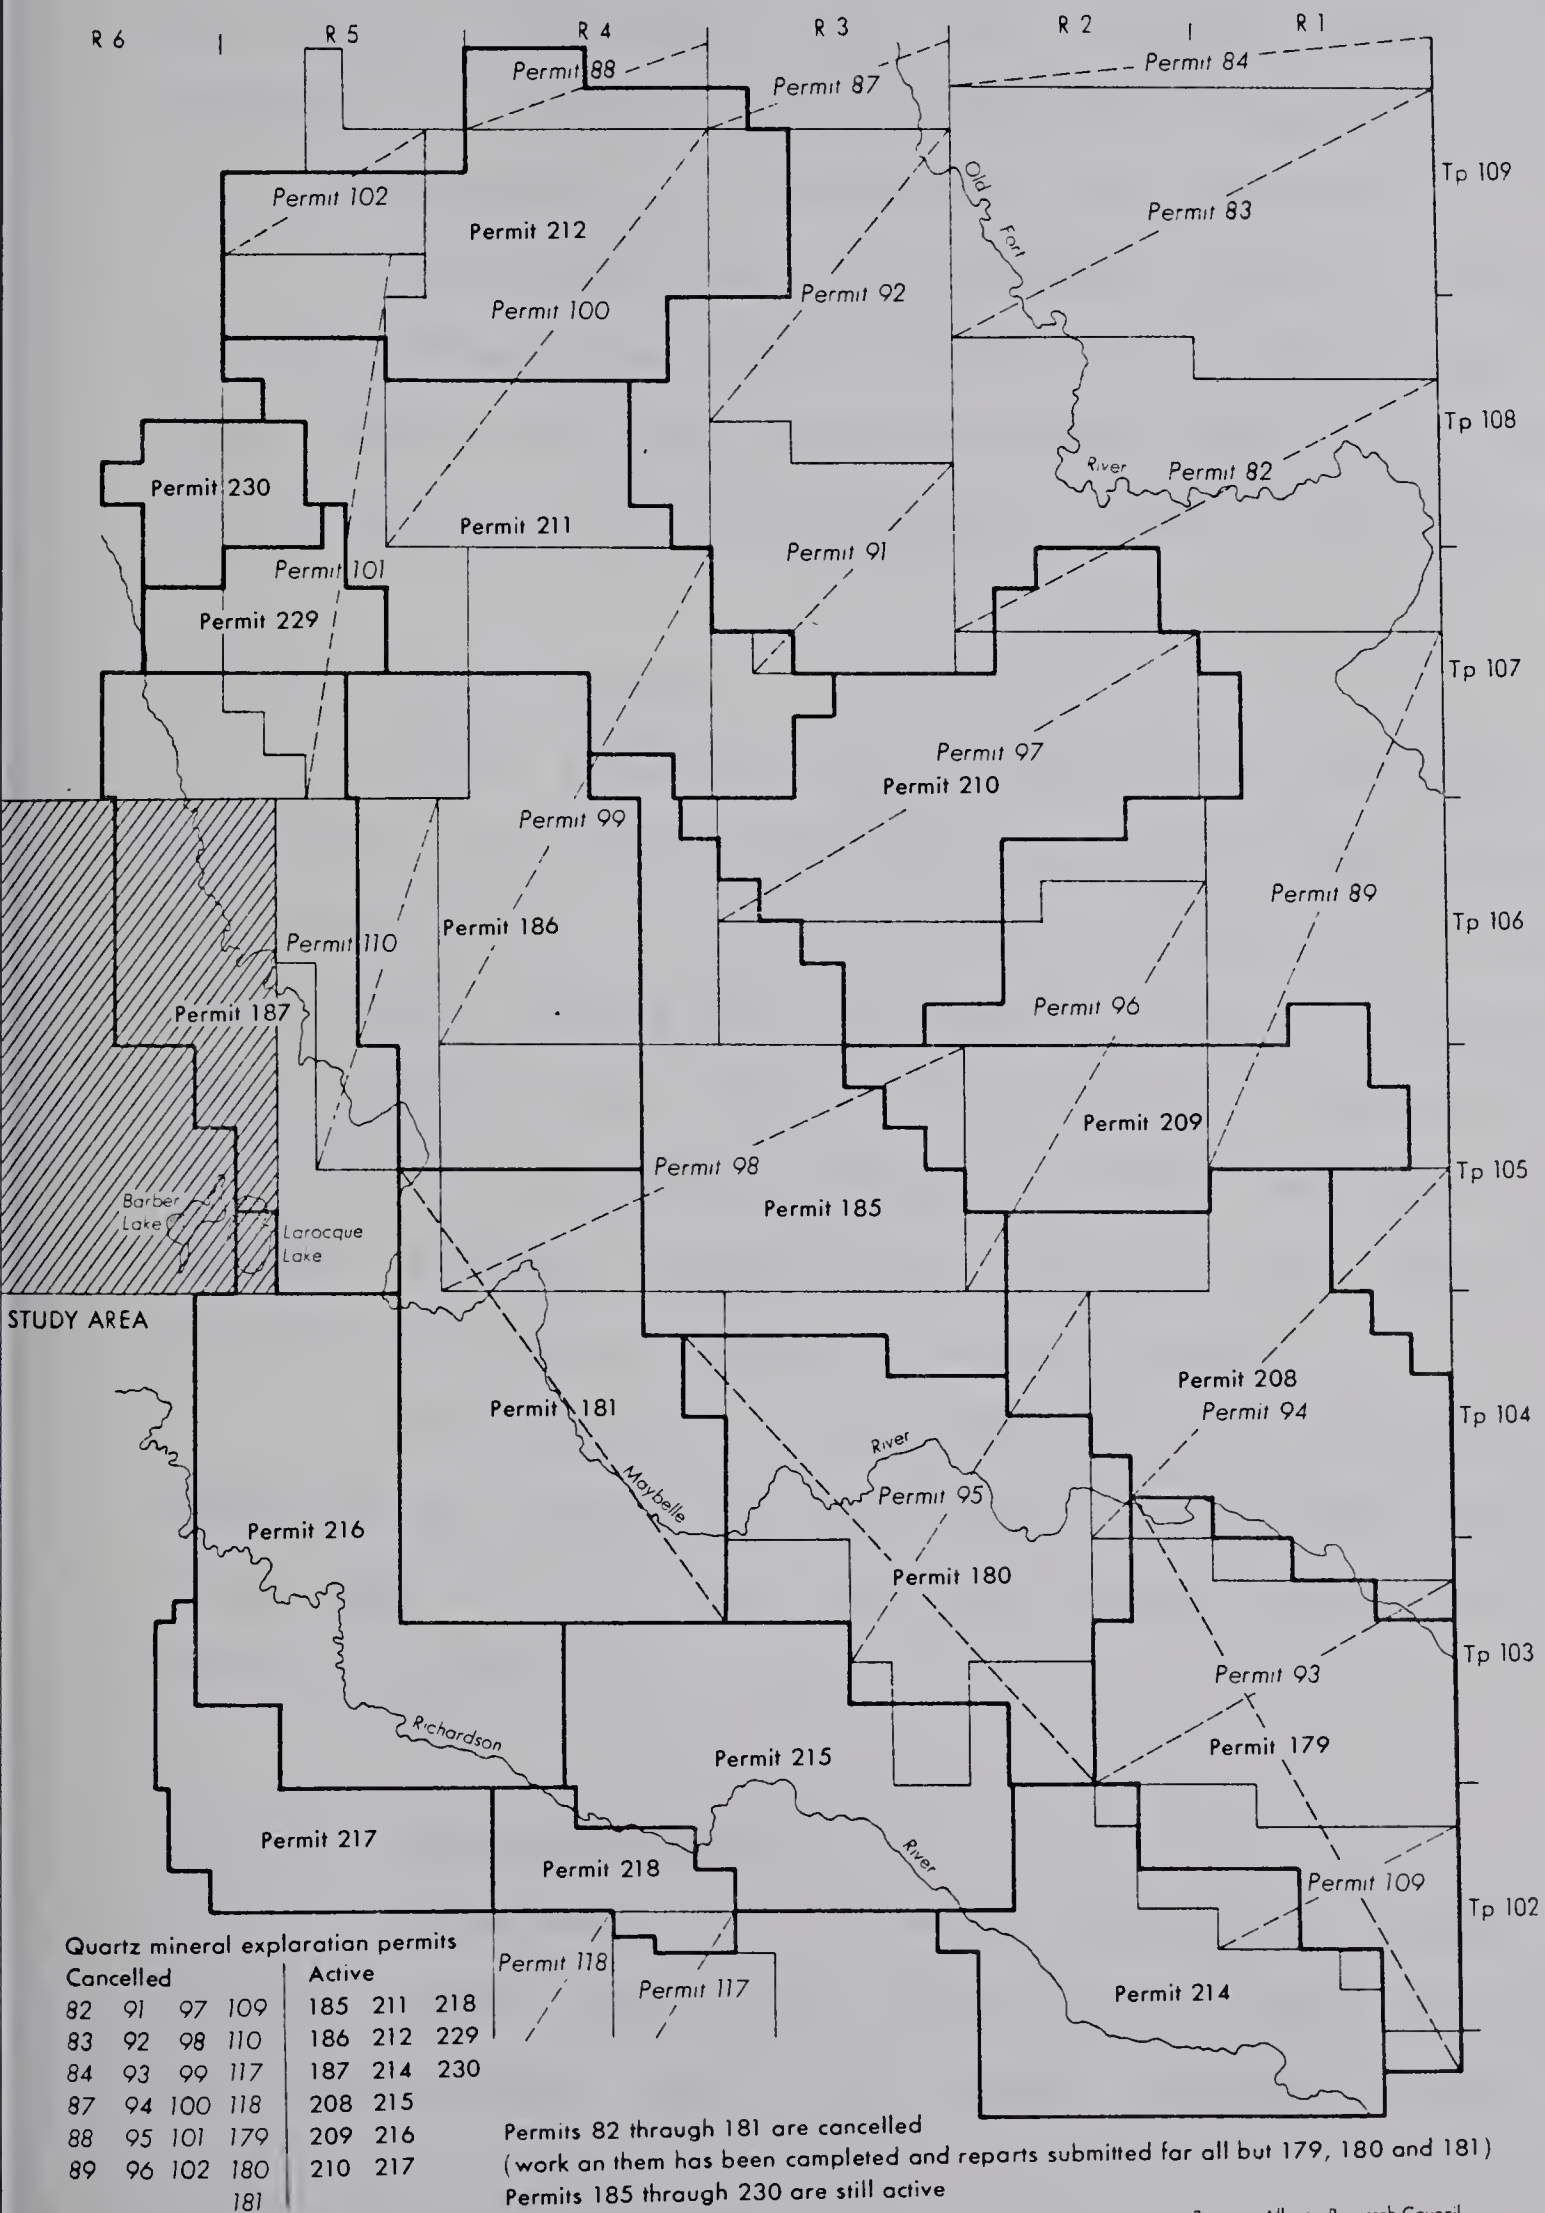 R 6
R 5
R 4
R 3
R 2
R 1
Permit 88
Permit 87
Permit 84
Permit 102
Permit 212
Old
Fort
Permit 83
Tp 109
Permit 100
Permit 92
Tp 108
River
Permit 82
Permit 230
Permit 211
Permit 91
Permit 101
Permit 229
Tp 107
Permit 97
Permit 210
Permit 99
Permit 89
Permit 186
Tp 106
Permit 110
Permit 187
Permit 96
Permit 209
Permit 98
Tp 105
Barber
Lake
Permit 185
Larocque
Lake
STUDY AREA
Permit 208
Permit 94
Tp 104
Permit 181
River
Maybelle
Permit 95
Permit 216
Permit 180
Tp 103
Permit 93
Richardson
Permit 215
Permit 179
Permit 217
Permit 218
River
Permit 109
Tp 102
Permit 118
Permit 117
Permit 214
Quartz mineral explaration permits
Cancelled Active
82 91 97 109 185 211 218
83 92 98 110 186 212 229
84 93 99 117 187 214 230
87 94 100 118 208 215
88 95 101 179 209 216
89 96 102 180 210 217
181
Permits 82 through 181 are cancelled
(work an them has been completed and reparts submitted far all but 179, 180 and 181)
Permits 185 through 230 are still active
Alberta Research Council